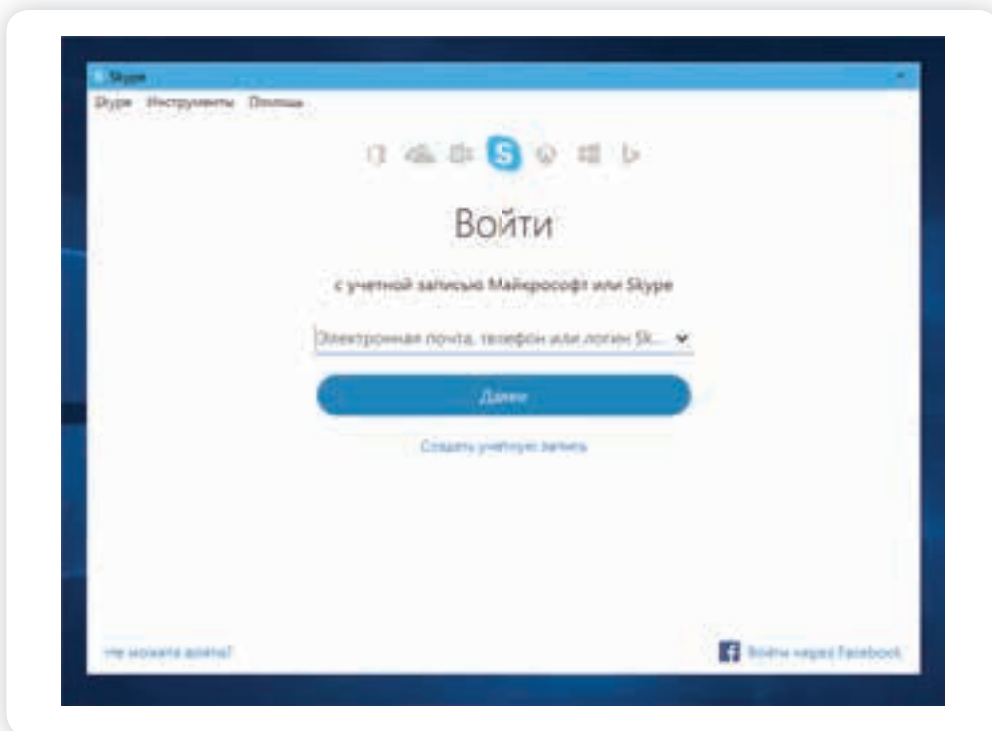 Skype
Skype Инструменты Помощь
Войти
с учетной записью Майкрософт или Skype
Электронная почта, телефон или логин Sk...
Далее
Создать учетную запись
Не можете войти?
Войти через Facebook